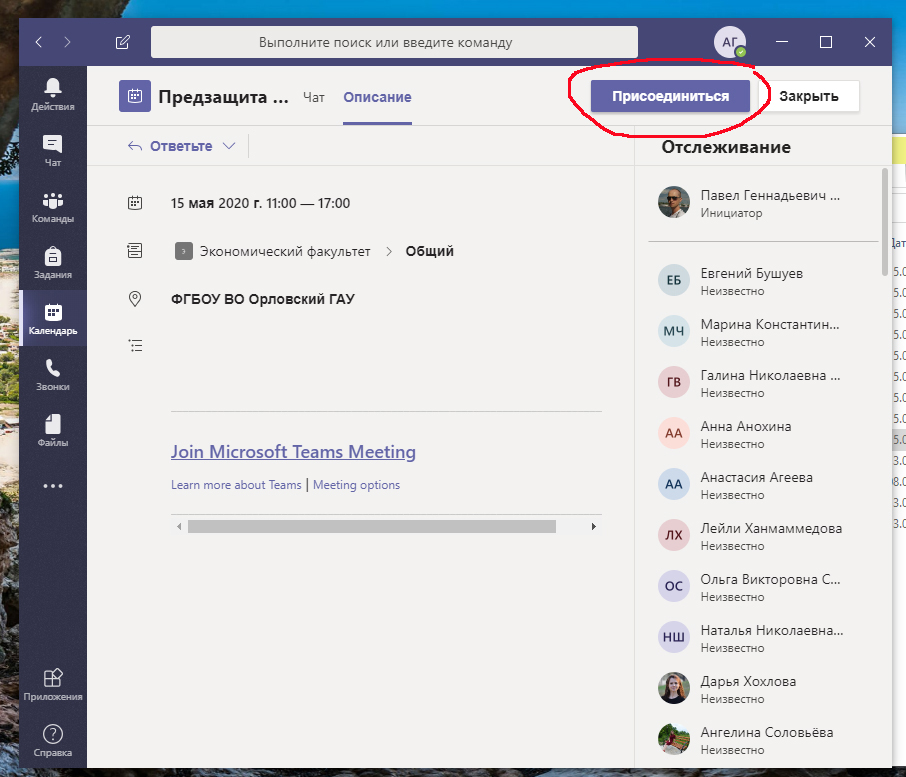 Выполните поиск или введите команду
АГ
Действия
Чат
Команды
Задания
Календарь
Звонки
Файлы
Приложения
Справка
Предзащита ...
Чат
Описание
Присоединиться
Закрыть
Ответьте
15 мая 2020 г. 11:00 — 17:00
Э Экономический факультет > Общий
ФГБОУ ВО Орловский ГАУ
Join Microsoft Teams Meeting
Learn more about Teams | Meeting options
Отслеживание
Павел Геннадьевич ...
Инициатор
ЕБ Евгений Бушуев
Неизвестно
МЧ Марина Константин...
Неизвестно
ГВ Галина Николаевна ...
Неизвестно
АА Анна Анохина
Неизвестно
АА Анастасия Агеева
Неизвестно
ЛХ Лейли Ханмаммедова
Неизвестно
ОС Ольга Викторовна С...
Неизвестно
НШ Наталья Николаевна...
Неизвестно
Дарья Хохлова
Неизвестно
Ангелина Соловьёва
Неизвестно